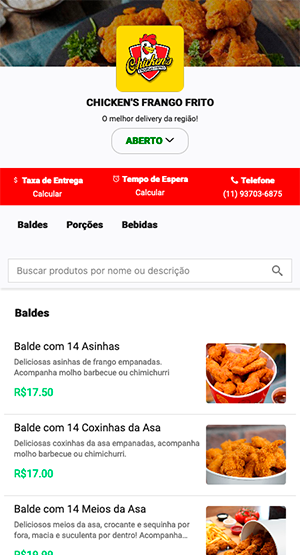 Chicken's
CHICKEN'S FRANGO FRITO
O melhor delivery da região!
ABERTO
$ Taxa de Entrega
Calcular
Tempo de Espera
Calcular
Telefone
(11) 93703-6875
Baldes Porções Bebidas
Buscar produtos por nome ou descrição
Baldes
Balde com 14 Asinhas
Deliciosas asinhas de frango empanadas.
Acompanha molho barbecue ou chimichurri
R$17.50
Balde com 14 Coxinhas da Asa
Deliciosas coxinhas da asa empanadas, acompanha
molho barbecue ou chimichurri.
R$17.00
Balde com 14 Meios da Asa
Deliciosos meios da asa, crocante e sequinha por
fora, macia e suculenta por dentro! Acompanha...
R$19.99